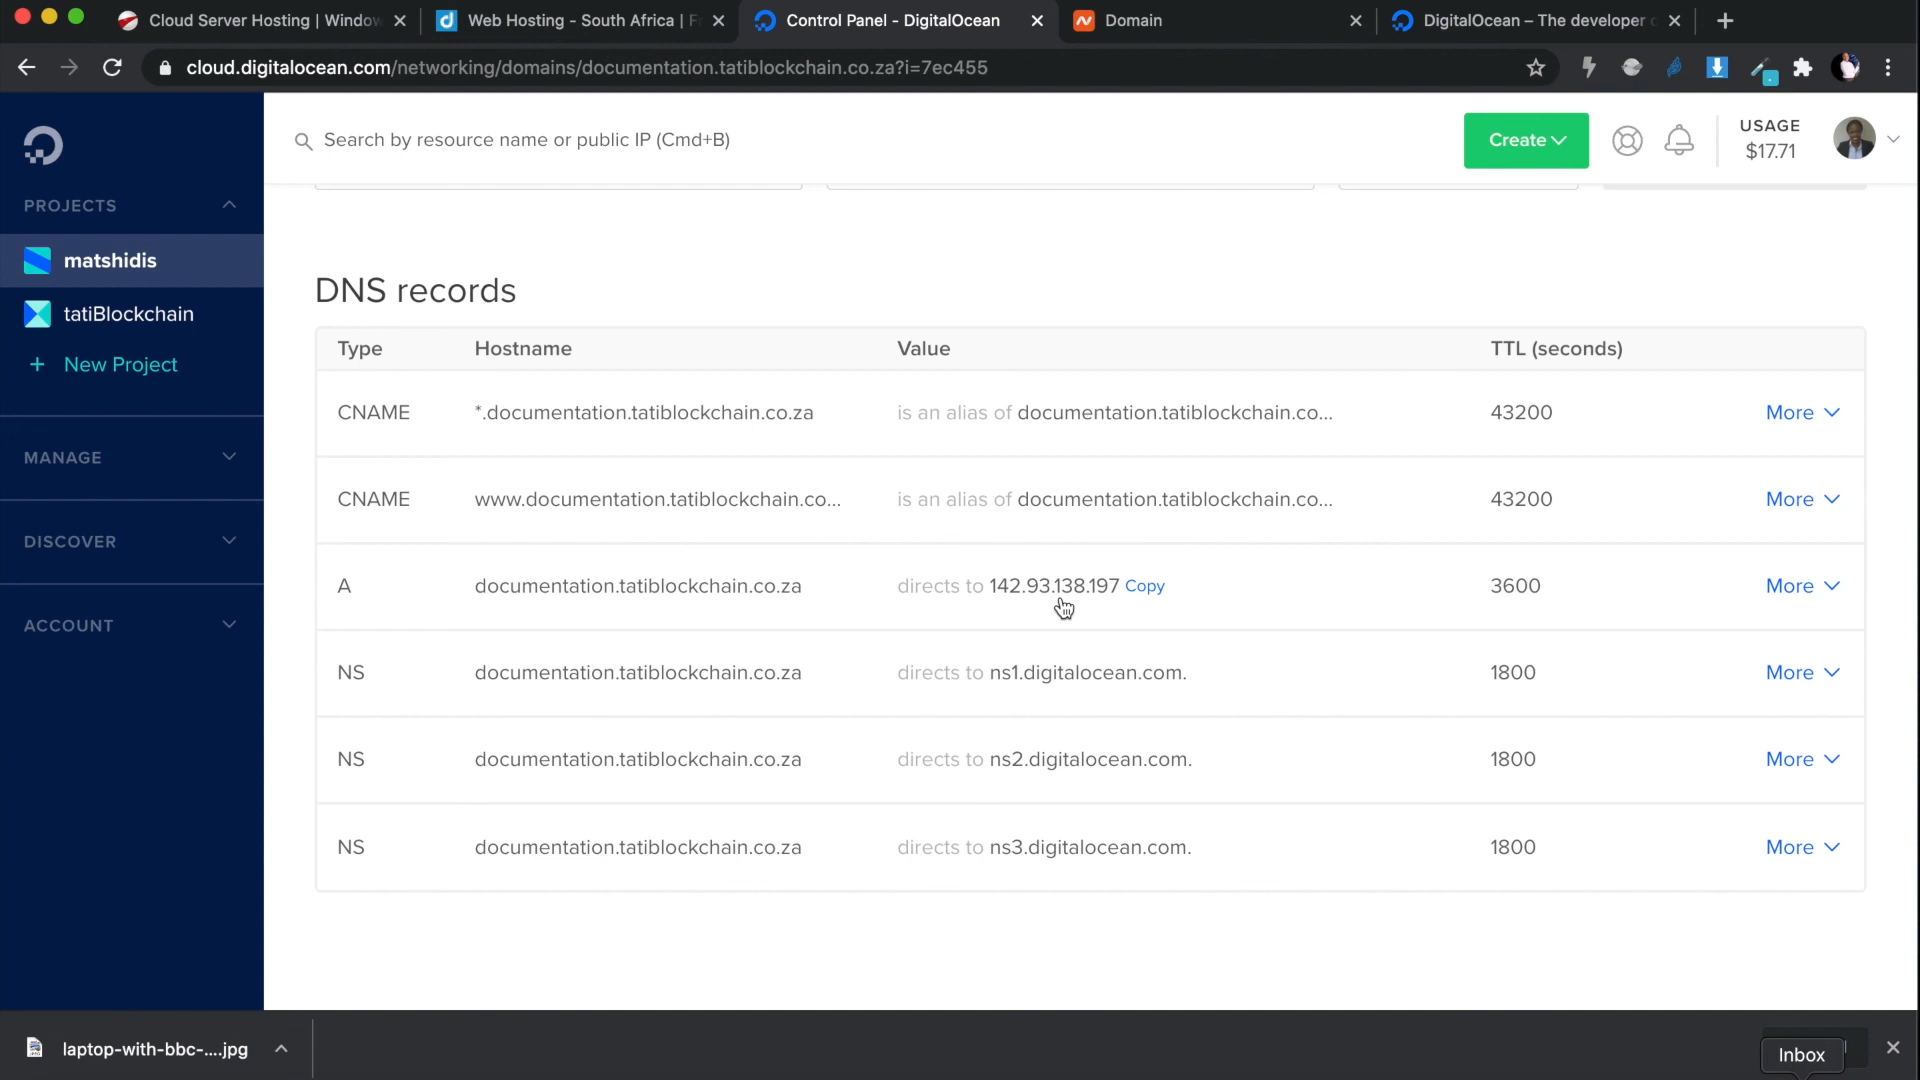 Cloud Server Hosting | Window
Web Hosting - South Africa | F
Control Panel - DigitalOcean
Domain
DigitalOcean – The developer c
cloud.digitalocean.com/networking/domains/documentation.tatiblockchain.co.za?i=7ec455
Search by resource name or public IP (Cmd+B)
Create
USAGE
$17.71
PROJECTS
matshidis
tatiBlockchain
+ New Project
MANAGE
DISCOVER
ACCOUNT
DNS records
Type Hostname Value TTL (seconds)
CNAME *.documentation.tatiblockchain.co.za is an alias of documentation.tatiblockchain.co... 43200 More
CNAME www.documentation.tatiblockchain.co... is an alias of documentation.tatiblockchain.co... 43200 More
A documentation.tatiblockchain.co.za directs to 142.93.138.197 Copy 3600 More
NS documentation.tatiblockchain.co.za directs to ns1.digitalocean.com. 1800 More
NS documentation.tatiblockchain.co.za directs to ns2.digitalocean.com. 1800 More
NS documentation.tatiblockchain.co.za directs to ns3.digitalocean.com. 1800 More
laptop-with-bbc-....jpg
Inbox